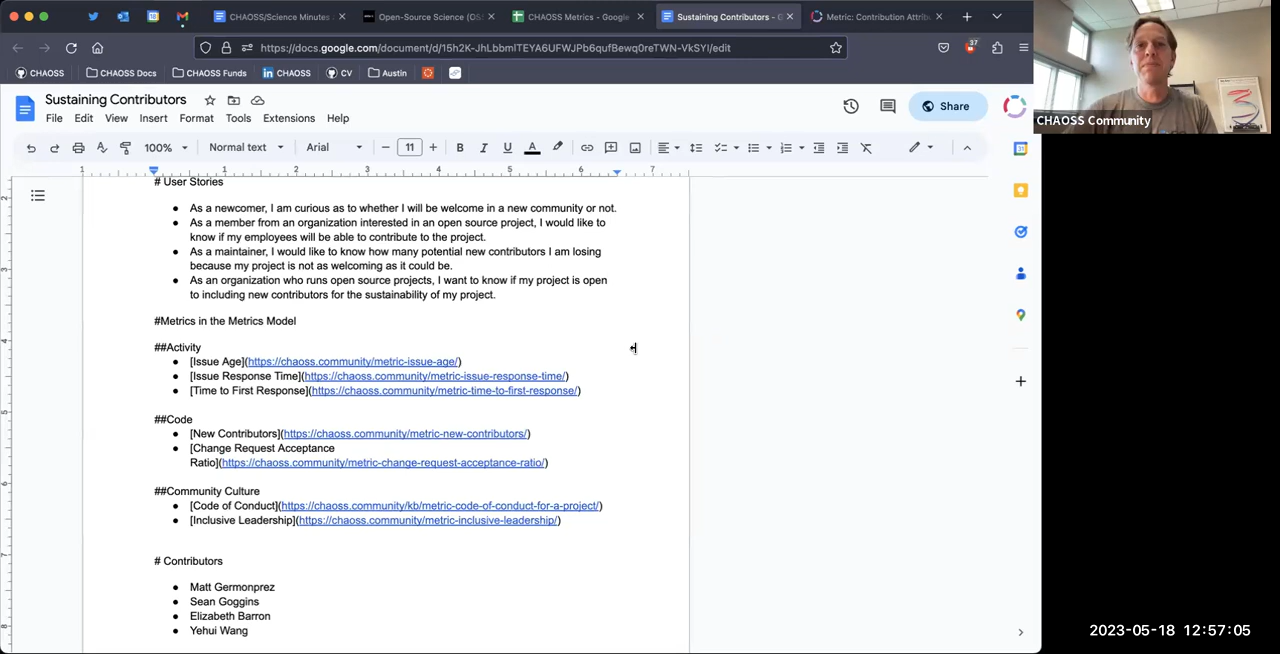 CHAOSS/Science Minutes
Open-Source Science (OSS
CHAOSS Metrics - Google
Sustaining Contributors - G
Metric: Contribution Attrib
https://docs.google.com/document/d/15h2K-JhLbbmlTEYA6UFWJPb6qufBewq0reTWN-VkSYI/edit
37
CHAOSS
CHAOSS Docs
CHAOSS Funds
CHAOSS
CV
Austin
CHAOSS Community
Sustaining Contributors
Share
File Edit View Insert Format Tools Extensions Help
100% Normal text Arial 11
1 1 2 3 4 5 6 7
# User Stories
● As a newcomer, I am curious as to whether I will be welcome in a new community or not.
● As a member from an organization interested in an open source project, I would like to
know if my employees will be able to contribute to the project.
● As a maintainer, I would like to know how many potential new contributors I am losing
because my project is not as welcoming as it could be.
● As an organization who runs open source projects, I want to know if my project is open
to including new contributors for the sustainability of my project.
#Metrics in the Metrics Model
##Activity
● [Issue Age](https://chaoss.community/metric-issue-age/)
● [Issue Response Time](https://chaoss.community/metric-issue-response-time/)
● [Time to First Response](https://chaoss.community/metric-time-to-first-response/)
##Code
● [New Contributors](https://chaoss.community/metric-new-contributors/)
● [Change Request Acceptance
Ratio](https://chaoss.community/metric-change-request-acceptance-ratio/)
##Community Culture
● [Code of Conduct](https://chaoss.community/kb/metric-code-of-conduct-for-a-project/)
● [Inclusive Leadership](https://chaoss.community/metric-inclusive-leadership/)
# Contributors
● Matt Germonprez
● Sean Goggins
● Elizabeth Barron
● Yehui Wang
2023-05-18 12:57:05